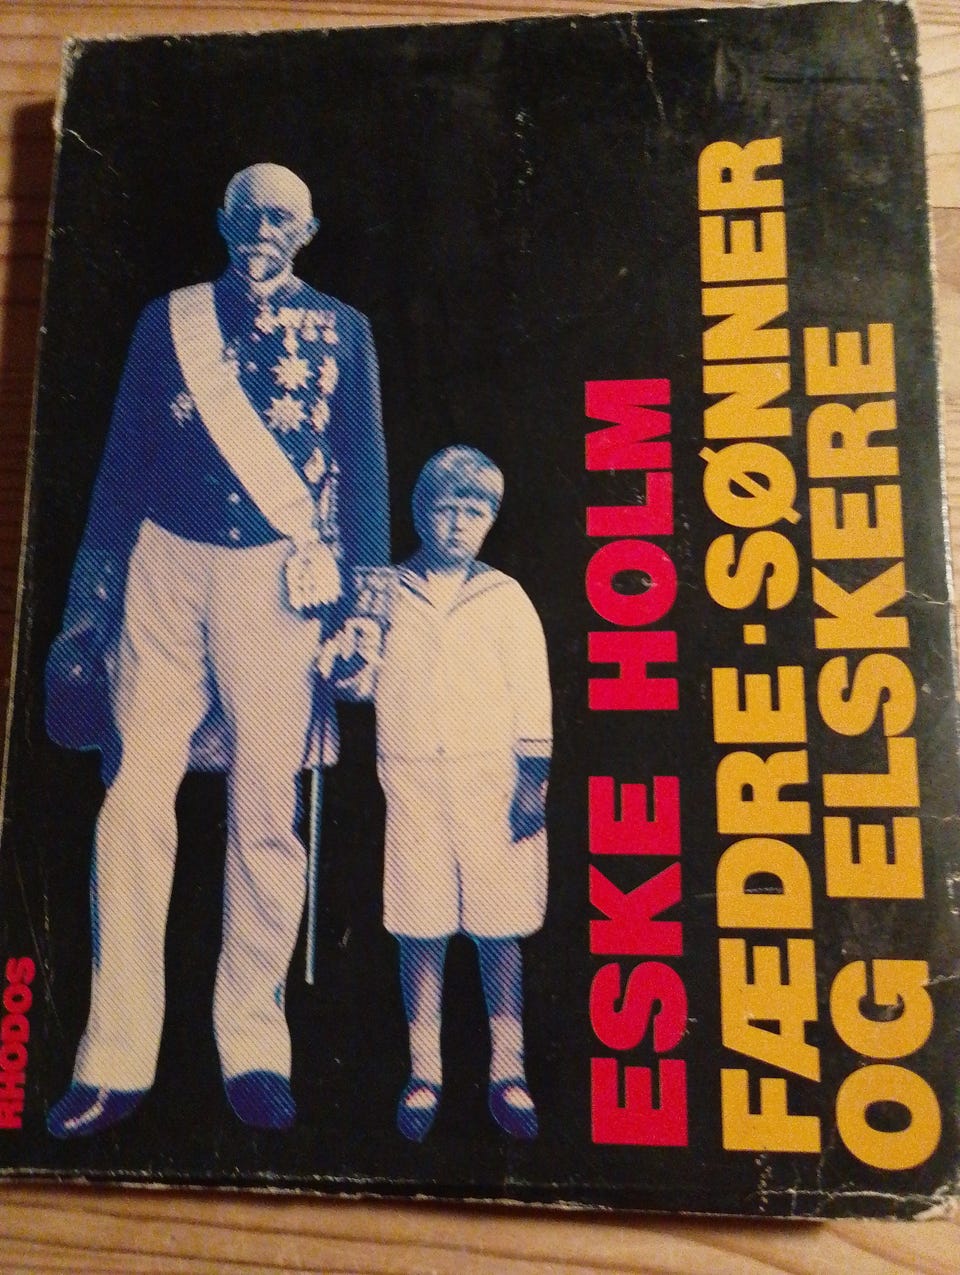 ESKE HOLM
FÆDRE·SØNNER
OG ELSKERE
RHODOS